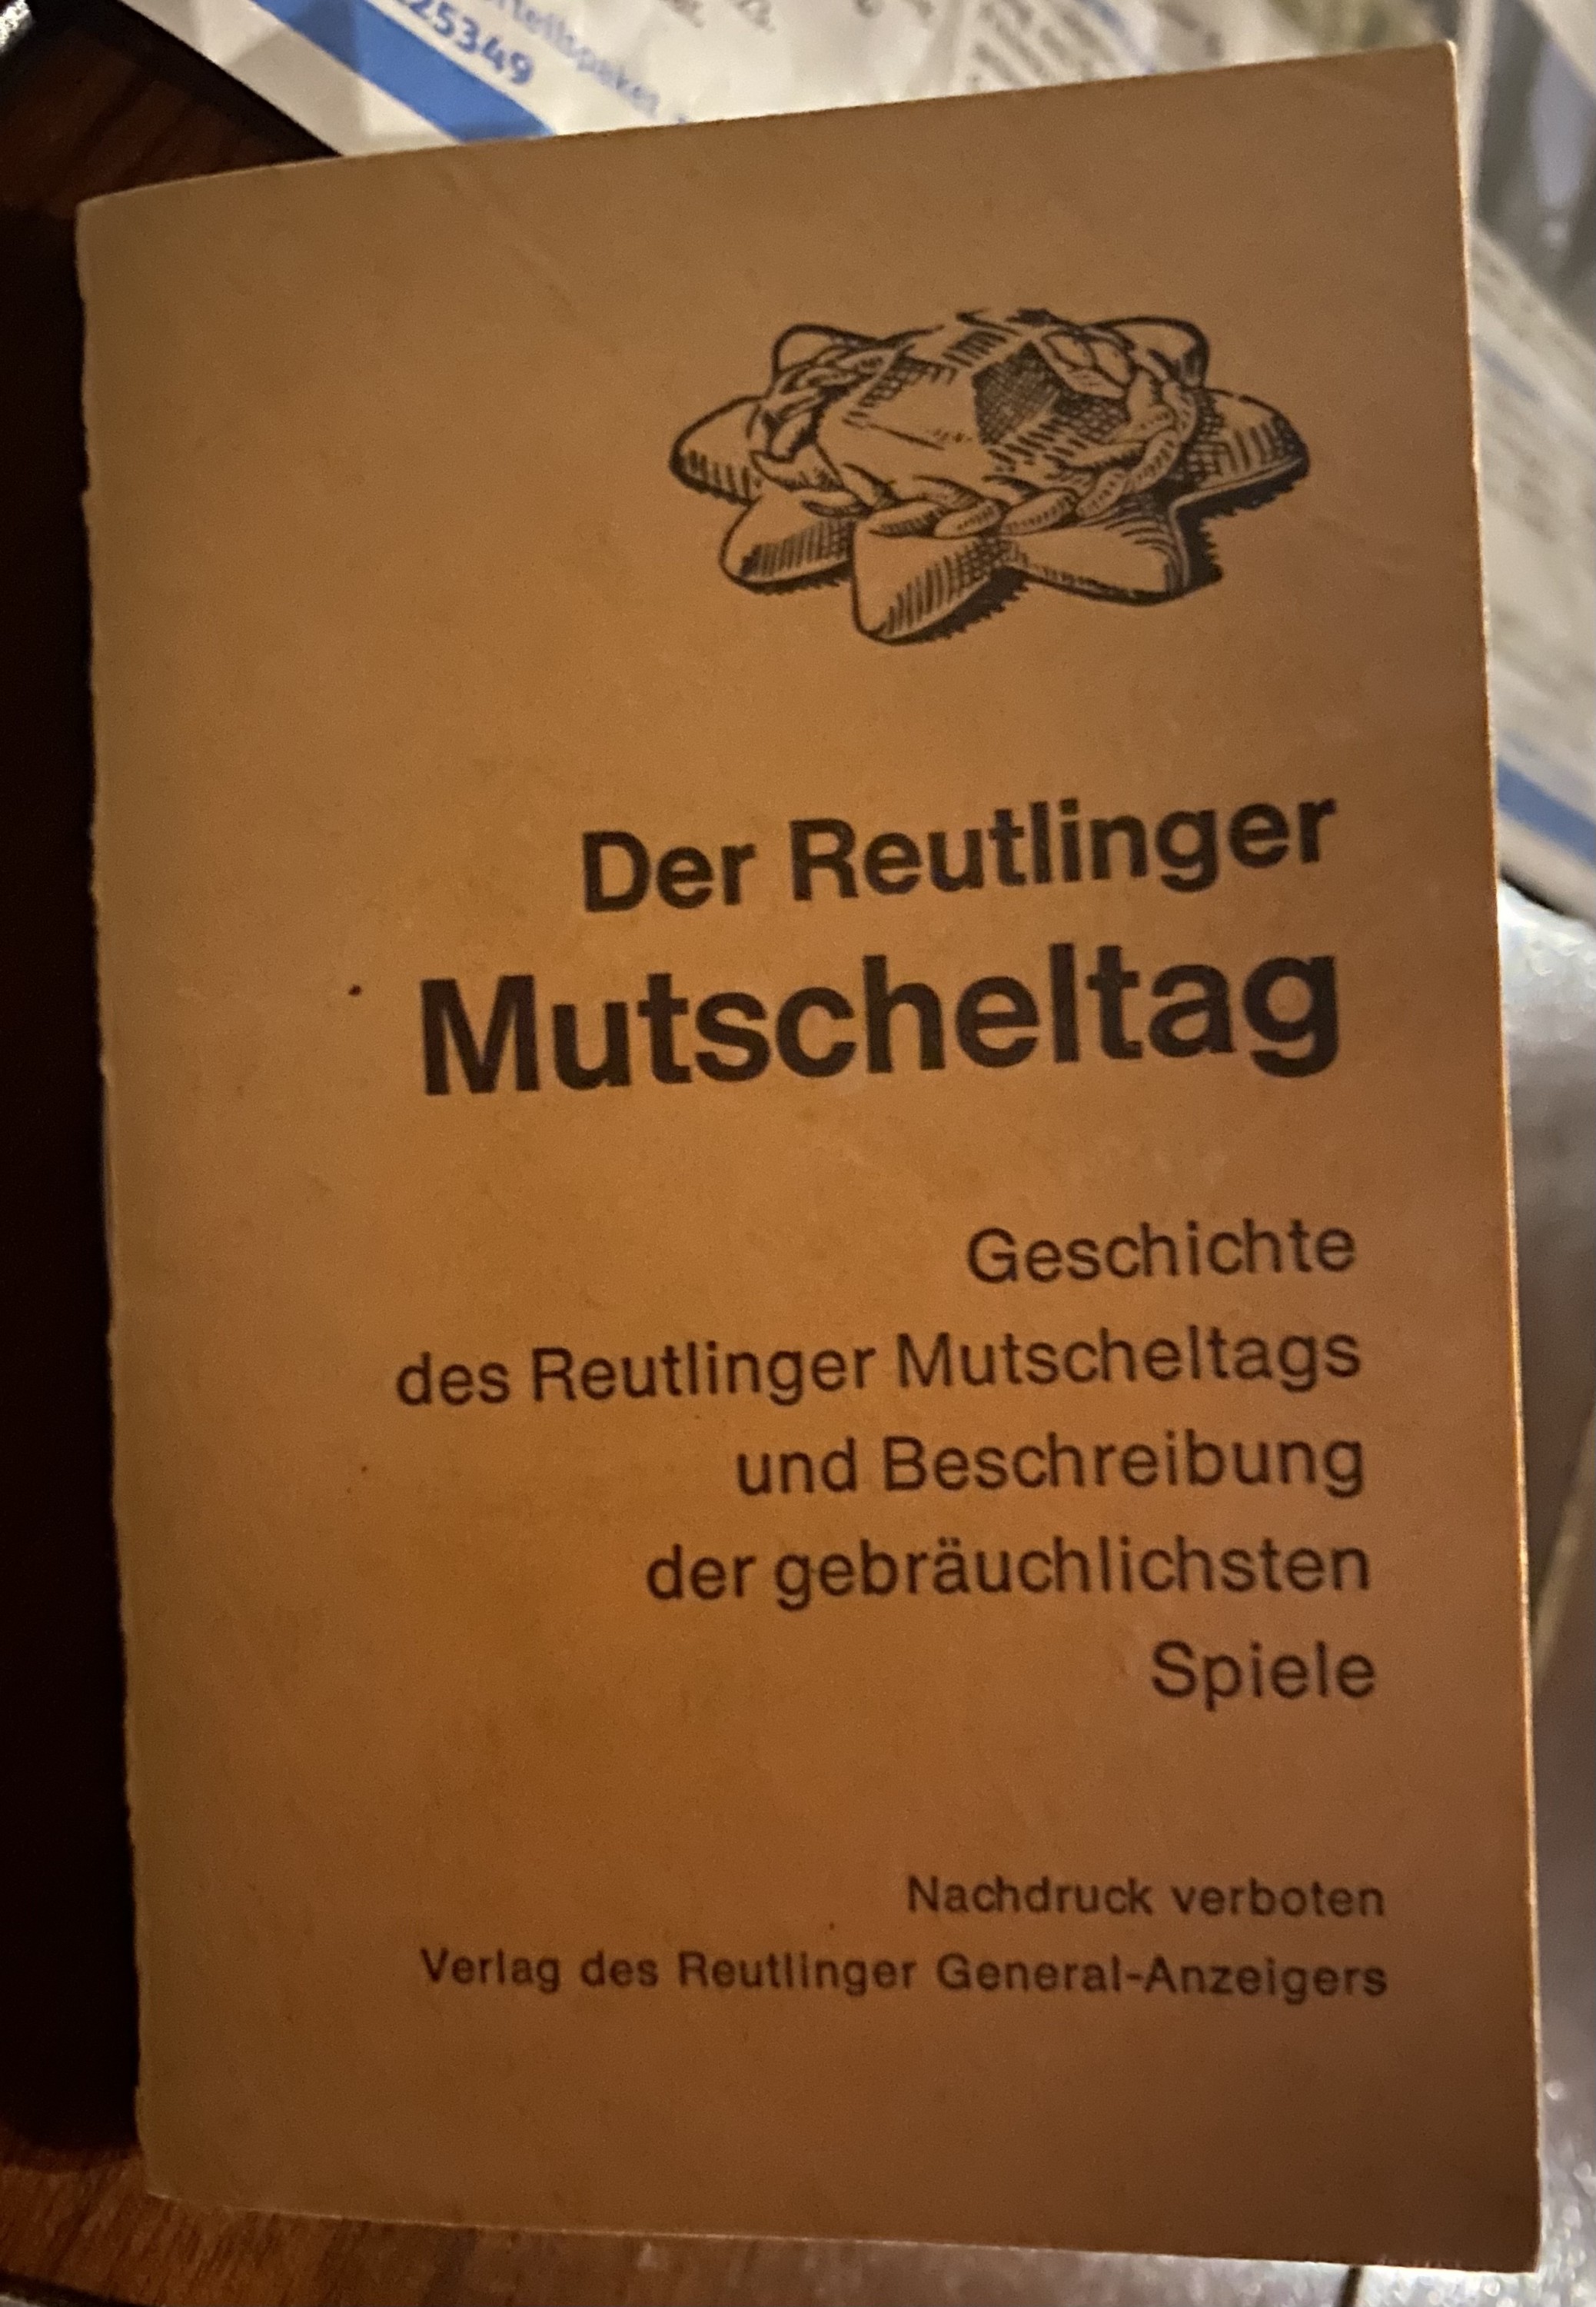 25349
Der Reutlinger
Mutscheltag
Geschichte
des Reutlinger Mutscheltags
und Beschreibung
der gebräuchlichsten
Spiele
Nachdruck verboten
Verlag des Reutlinger General-Anzeigers